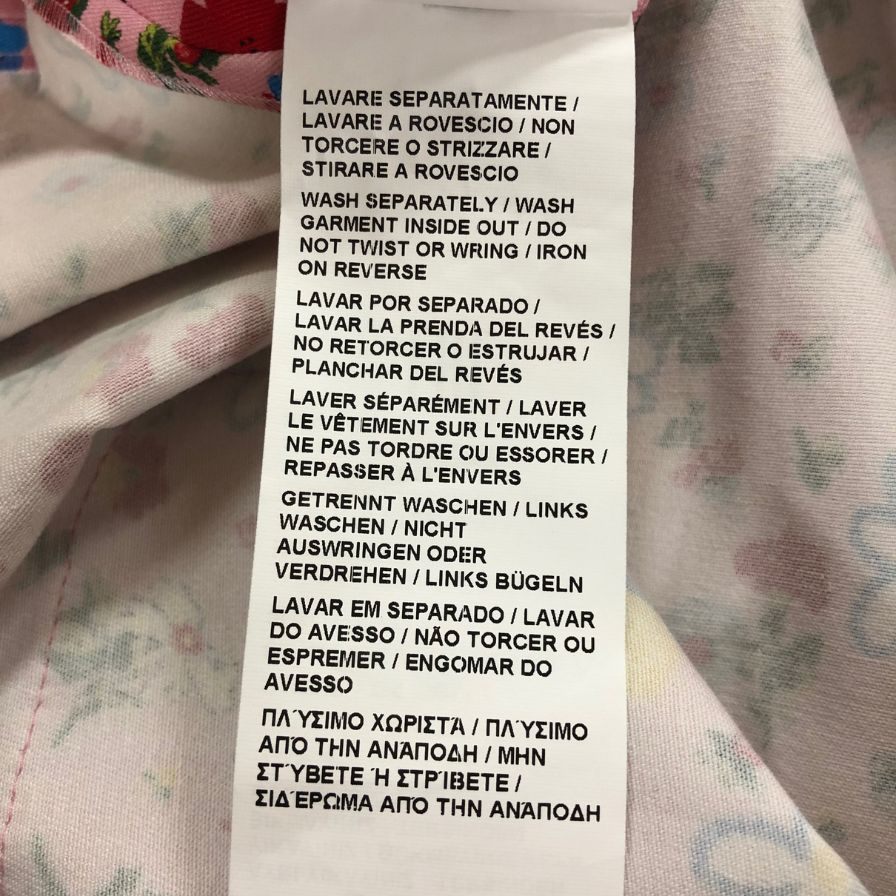 LAVARE SEPARATAMENTE /
LAVARE A ROVESCIO / NON
TORCERE O STRIZZARE /
STIRARE A ROVESCIO
WASH SEPARATELY / WASH
GARMENT INSIDE OUT / DO
NOT TWIST OR WRING / IRON
ON REVERSE
LAVAR POR SEPARADO /
LAVAR LA PRENDA DEL REVÉS /
NO RETORCER O ESTRUJAR /
PLANCHAR DEL REVÉS
LAVER SÉPARÉMENT / LAVER
LE VÊTEMENT SUR L'ENVERS /
NE PAS TORDRE OU ESSORER /
REPASSER À L'ENVERS
GETRENNT WASCHEN / LINKS
WASCHEN / NICHT
AUSWRINGEN ODER
VERDREHEN / LINKS BÜGELN
LAVAR EM SEPARADO / LAVAR
DO AVESSO / NÃO TORCER OU
ESPREMER / ENGOMAR DO
AVESSO
ΠΛΎΣΙΜΟ ΧΩΡΙΣΤΆ / ΠΛΎΣΙΜΟ
ΑΠΌ ΤΗΝ ΑΝΆΠΟΔΗ / ΜΗΝ
ΣΤΎΒΕΤΕ Ή ΣΤΡΊΒΕΤΕ /
ΣΙΔΈΡΩΜΑ ΑΠΌ ΤΗΝ ΑΝΆΠΟΔΗ